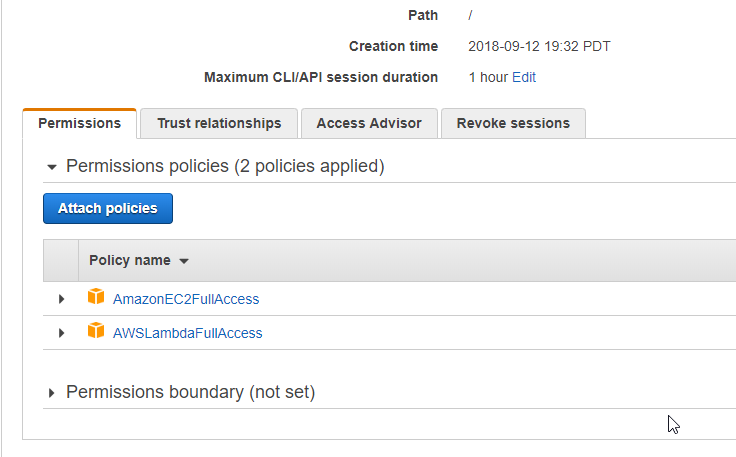 Path /
Creation time 2018-09-12 19:32 PDT
Maximum CLI/API session duration 1 hour Edit
Permissions Trust relationships Access Advisor Revoke sessions
Permissions policies (2 policies applied)
Attach policies
Policy name
AmazonEC2FullAccess
AWSLambdaFullAccess
Permissions boundary (not set)